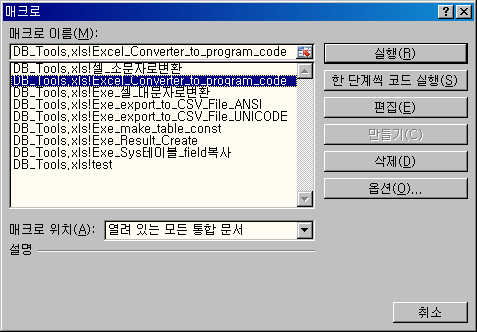 매크로
매크로 이름(M):
DB_Tools.xls!Excel_Converter_to_program_code
DB_Tools.xls!셀_소문자로변환
DB_Tools.xls!Excel_Converter_to_program_code
DB_Tools.xls!Exe_셀_대문자로변환
DB_Tools.xls!Exe_export_to_CSV_File_ANSI
DB_Tools.xls!Exe_export_to_CSV_File_UNICODE
DB_Tools.xls!Exe_make_table_const
DB_Tools.xls!Exe_Result_Create
DB_Tools.xls!Exe_Sys테이블_field복사
DB_Tools.xls!test
매크로 위치(A):
열려 있는 모든 통합 문서
설명
실행(R)
한 단계씩 코드 실행(S)
편집(E)
만들기(C)
삭제(D)
옵션(O)...
취소